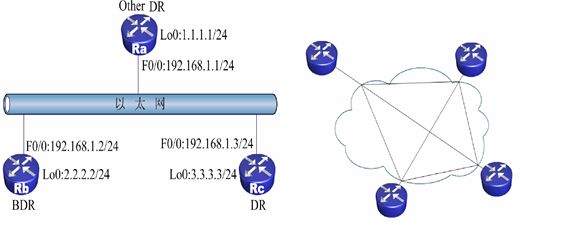 Other DR
Lo0:1.1.1.1/24
Ra
F0/0:192.168.1.1/24
以太网
F0/0:192.168.1.2/24
F0/0:192.168.1.3/24
Rb
Lo0:2.2.2.2/24
Lo0:3.3.3.3/24
Rc
BDR
DR